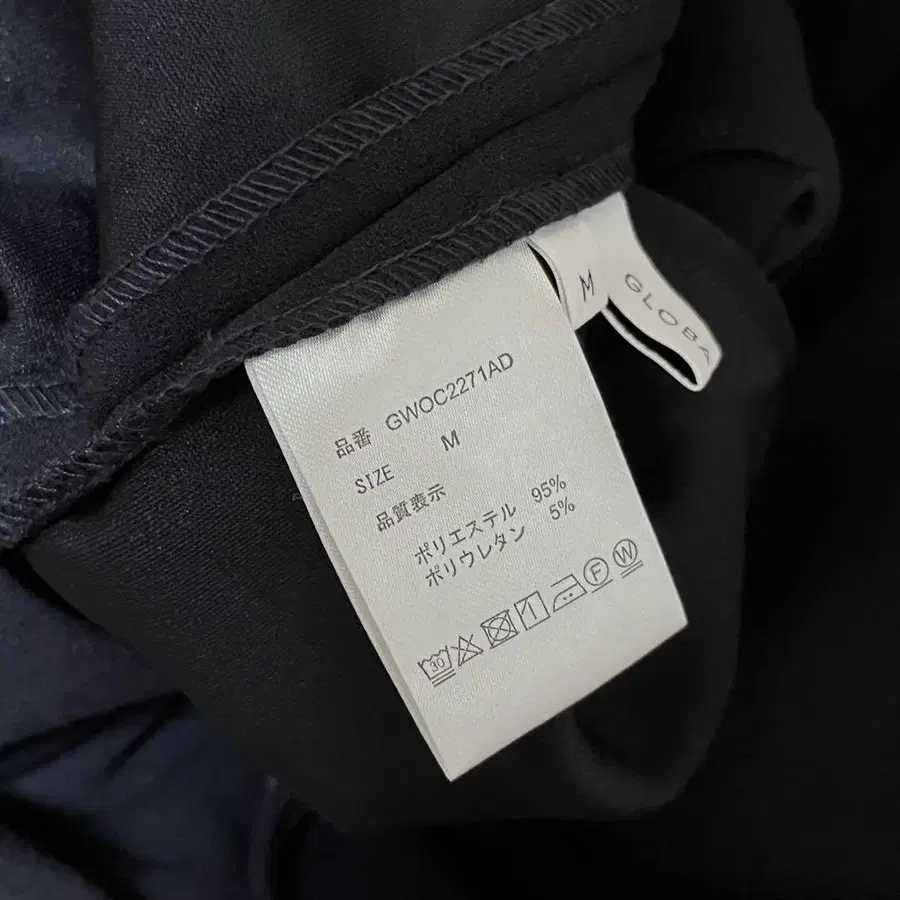 品番 GWOC2271AD
SIZE M
品質表示
ポリエステル 95%
ポリウレタン 5%
30 F W
M
GLOBA